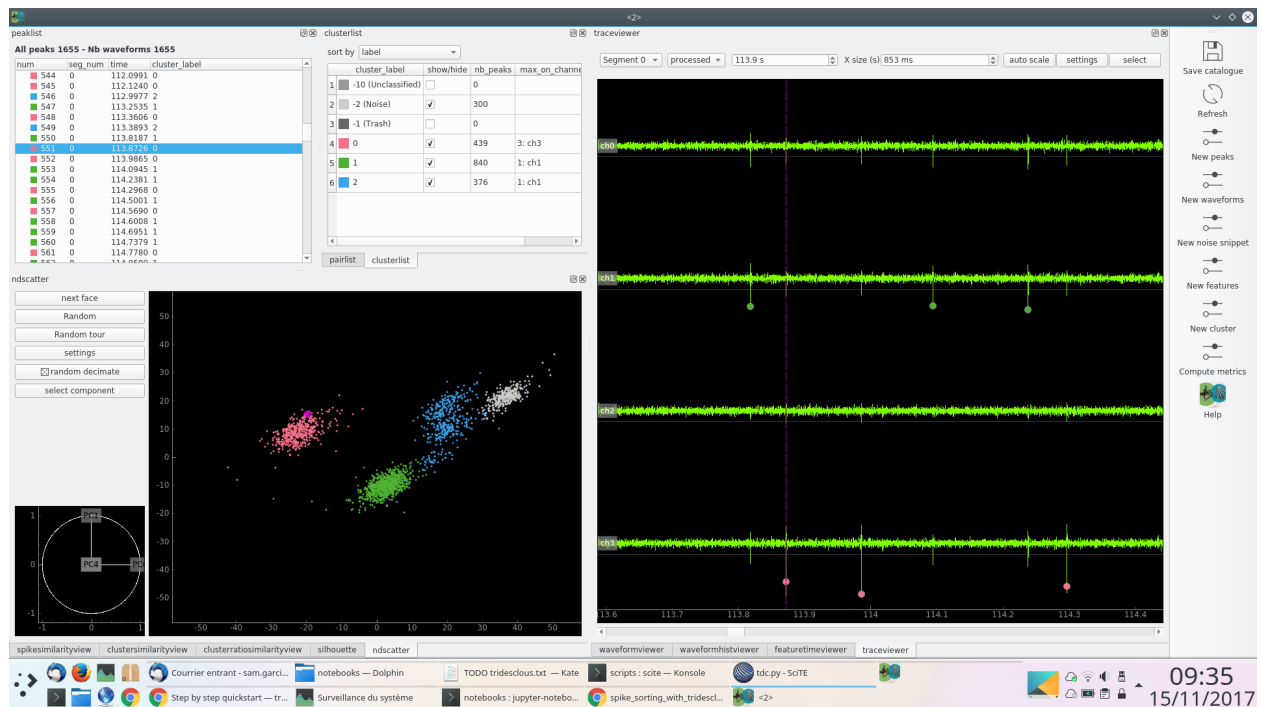 <2>
peaklist
clusterlist
traceviewer
All peaks 1655 - Nb waveforms 1655
num seg_num time cluster_label
544 0 112.0991 0
545 0 112.1240 0
546 0 112.9977 2
547 0 113.2535 1
548 0 113.3606 0
549 0 113.3893 2
550 0 113.8187 1
551 0 113.8726 0
552 0 113.9865 0
553 0 114.0945 1
554 0 114.2381 1
555 0 114.2968 0
556 0 114.5001 1
557 0 114.5690 0
558 0 114.6008 1
559 0 114.6951 1
560 0 114.7379 1
561 0 114.7780 0
sort by label
cluster_label show/hide nb_peaks max_on_channe
1 -10 (Unclassified) 0
2 -2 (Noise) 300
3 -1 (Trash) 0
4 0 439 3: ch3
5 1 840 1: ch1
6 2 376 1: ch1
pairlist clusterlist
Segment 0 processed 113.9 s X size (s) 853 ms auto scale settings select
ch0
ch1
ch2
ch3
113.6 113.7 113.8 113.9 114 114.1 114.2 114.3 114.4
waveformviewer waveformhistviewer featuretimeviewer traceviewer
Save catalogue
Refresh
New peaks
New waveforms
New noise snippet
New features
New cluster
Compute metrics
Help
ndscatter
next face
Random
Random tour
settings
random decimate
select component
50
40
30
20
10
0
-10
-20
-30
-40
-50
-50 -40 -30 -20 -10 0 10 20 30 40 50
1
PC1
0
PC4
-1
-1 0 1
spikesimilarityview clustersimilarityview clusterratiosimilarityview silhouette ndscatter
Courrier entrant - sam.garci... notebooks — Dolphin TODO tridesclous.txt — Kate scripts : scite — Konsole tdc.py - SciTE
Step by step quickstart — tr... Surveillance du système notebooks : jupyter-notebo... spike_sorting_with_tridescl... <2>
09:35
15/11/2017